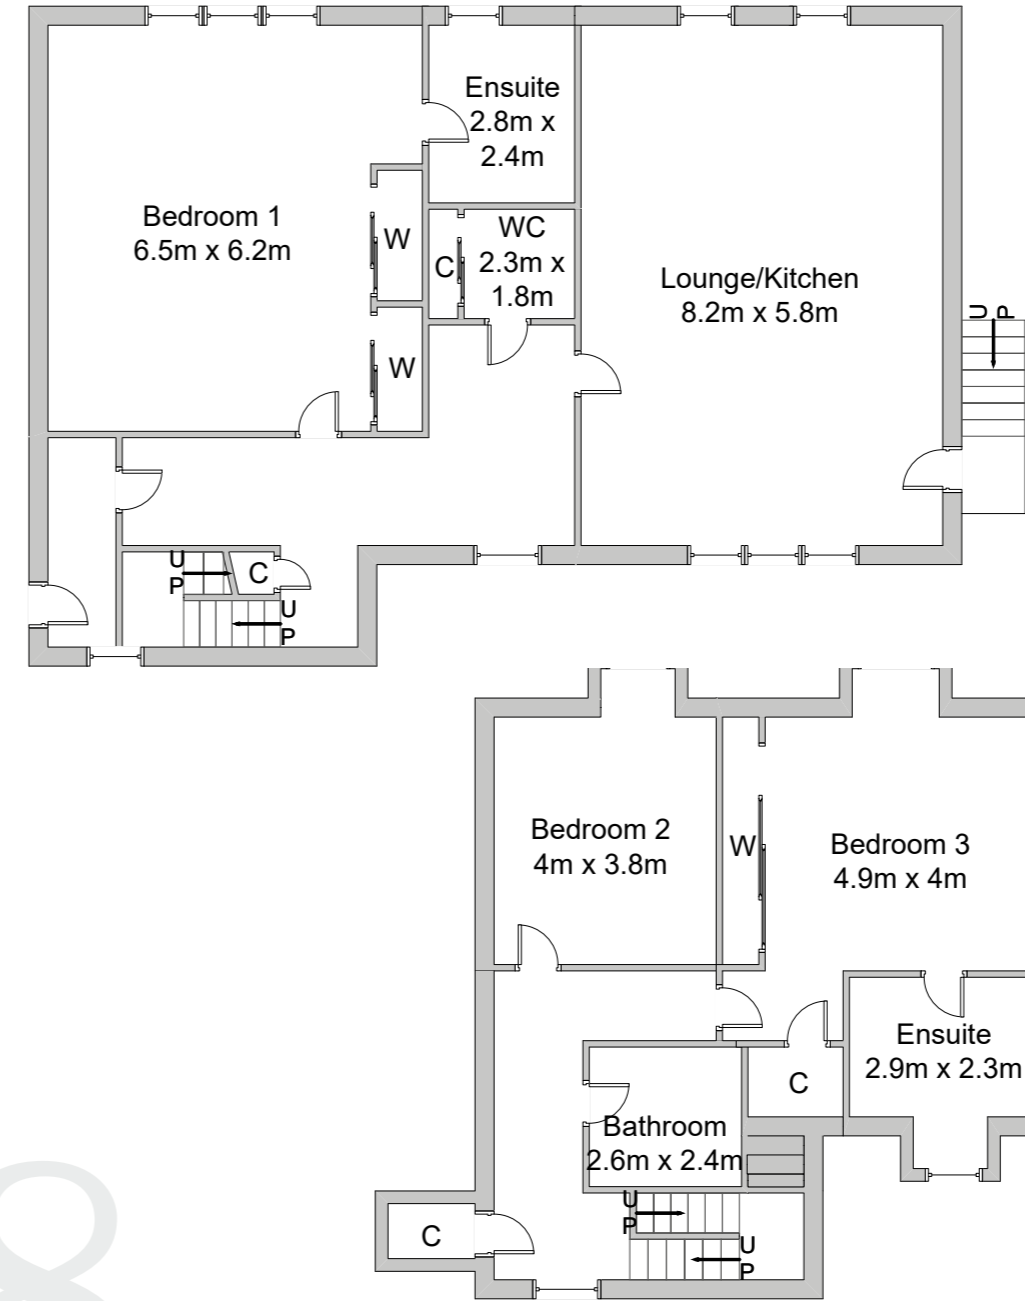 Ensuite
2.8m x
2.4m
Bedroom 1
6.5m x 6.2m
W
WC
2.3m x
1.8m
C
Lounge/Kitchen
8.2m x 5.8m
UP
W
UP
C
UP
Bedroom 2
4m x 3.8m
W
Bedroom 3
4.9m x 4m
Ensuite
2.9m x 2.3m
C
Bathroom
2.6m x 2.4m
UP
C
UP